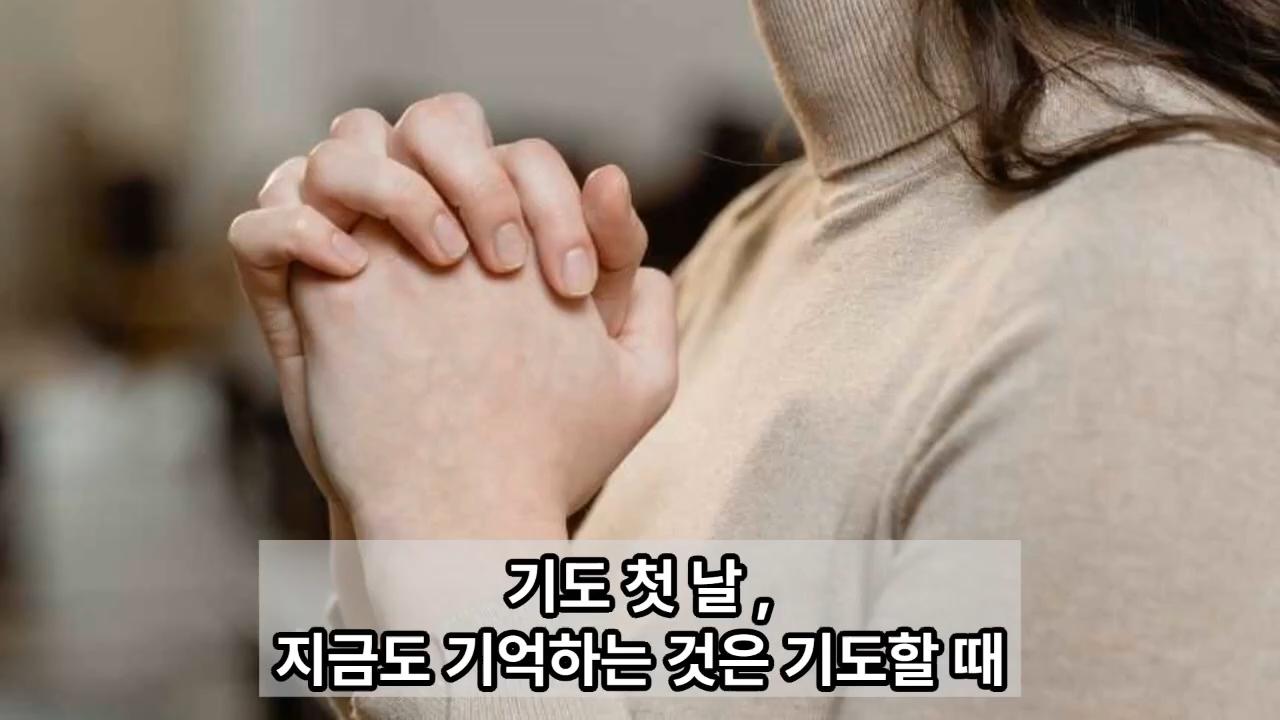 기도 첫 날 ,
지금도 기억하는 것은 기도할 때